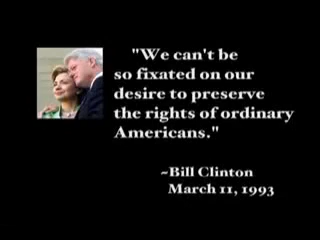 "We can't be
so fixated on our
desire to preserve
the rights of ordinary
Americans."
~Bill Clinton
March 11, 1993